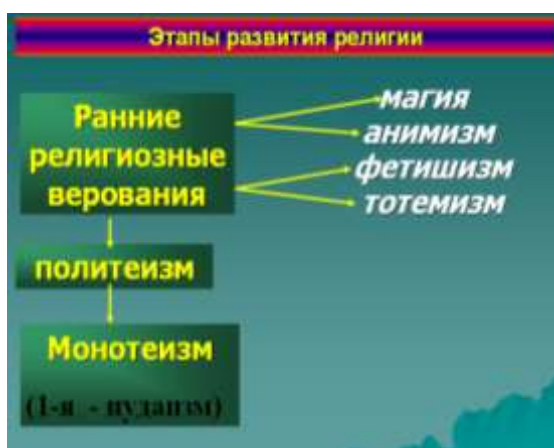 Этапы развития религии
Ранние
религиозные
верования
магия
анимизм
фетишизм
тотемизм
политеизм
Монотеизм
(1-я - иудаизм)